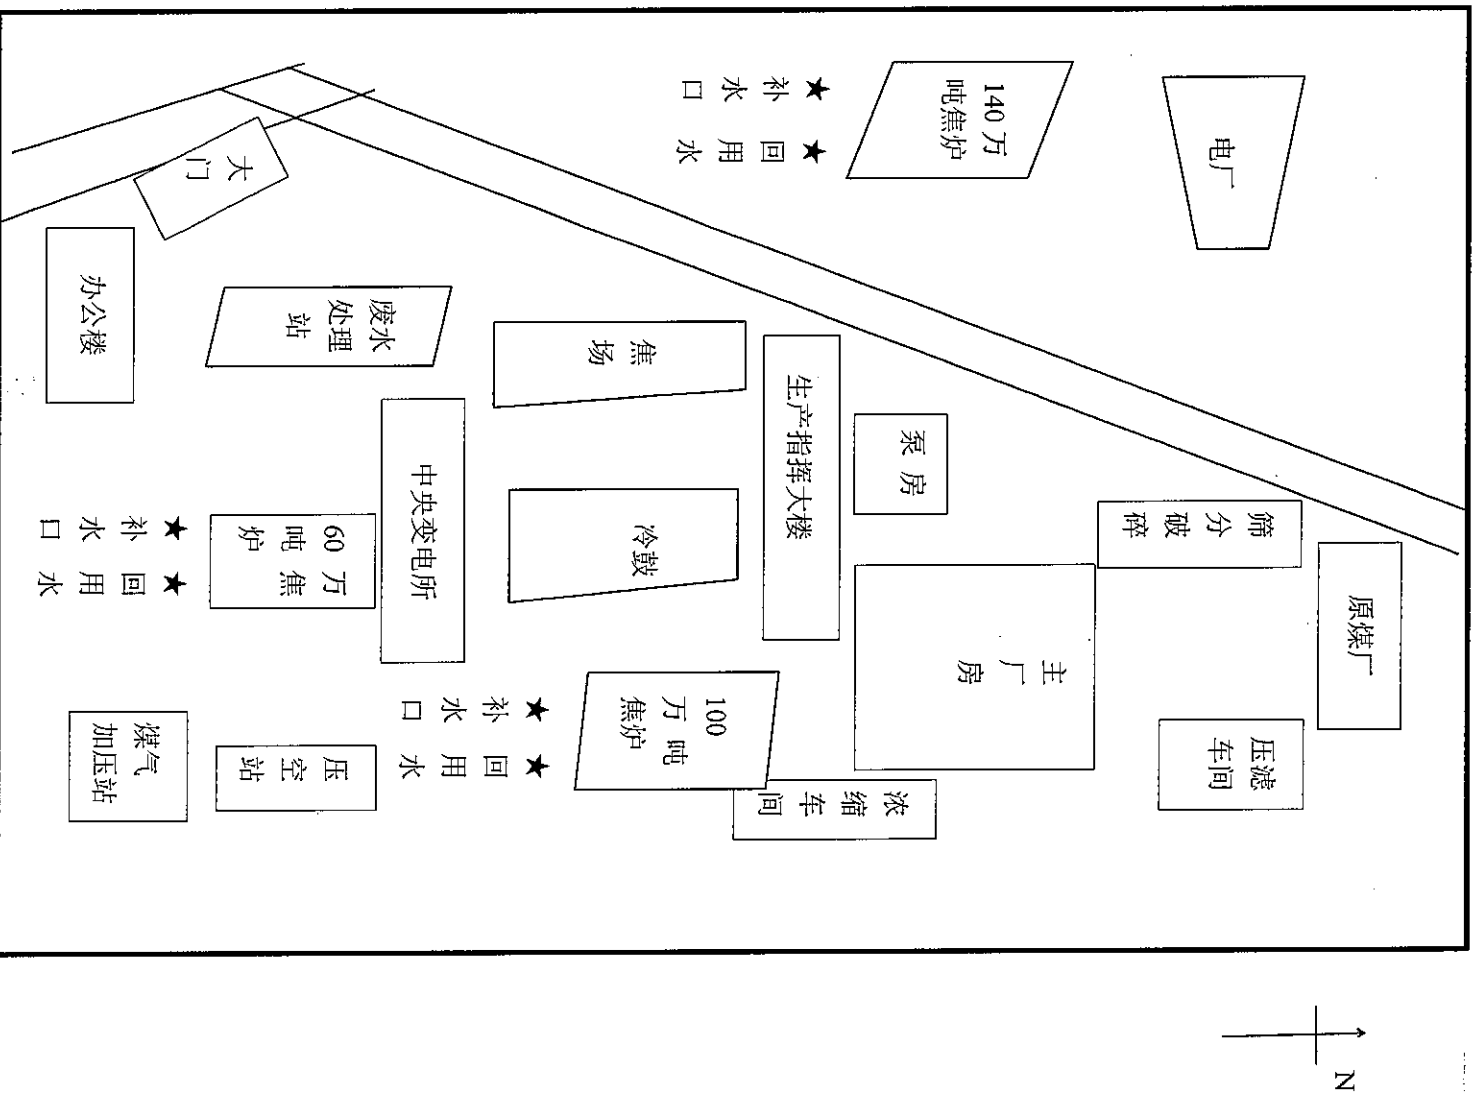 N
原煤厂
电厂
筛分破碎
压滤
车间
主厂房
140万
吨焦炉
泵房
浓缩车间
生产指挥大楼
★补水口
★回用水
100
万吨
焦炉
焦场
冷鼓
★补水口
★回用水
中央变电所
废水
处理
站
60万
吨焦
炉
压空站
大门
★补水口
★回用水
办公楼
煤气
加压站